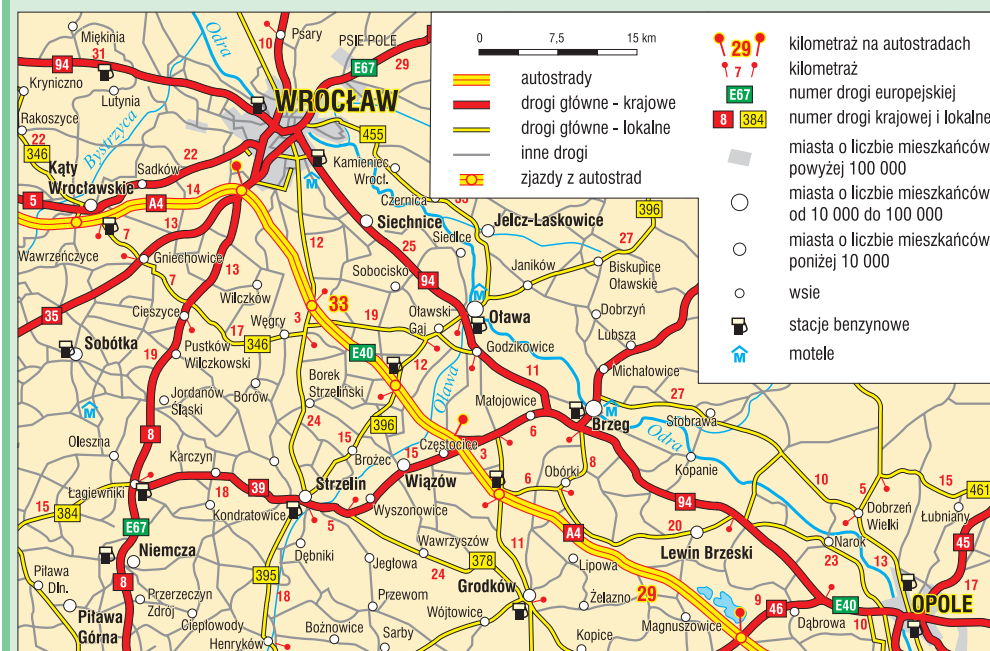 Miękinia
31
94
Kryniczno
Lutynia
Rakoszyce
22
346
Kąty
Wrocławskie
Bystrzyca
Sadków
22
14
5
A4
13
Wawrzeńczyce
7
Gniechowice
7
13
35
Cieszyce
Odra
10
Psary
PSIE POLE
E67
29
WROCŁAW
455
Kamieniec
Wrocł.
Czernica
33
Siechnice
Siedlce
Jelcz-Laskowice
396
27
12
25
Sobocisko
94
Janików
Biskupice
Oławskie
Wilczków
33
Oława
Dobrzyń
Węgry
3
19
Oławski
Gaj
Lubsza
17
346
Godzikowice
Sobótka
19
Pustków
Wilczkowski
E40
12
Michałowice
Jordanów
Śląski
Borów
Borek
Strzeliński
Oława
11
27
Małojowice
Brzeg
Stobrawa
24
396
6
Odra
Oleszna
8
15
Częstocice
3
Karczyn
Brożec
15
Obórki
8
Kopanie
Łagiewniki
18
39
Strzelin
Wiązów
6
94
10
5
15
461
15
384
Kondratowice
Wyszonowice
5
Dobrzeń
Wielki
Łubniany
E67
20
A4
Lewin Brzeski
Narok
45
Niemcza
Dębniki
Wawrzyszów
11
23
13
8
395
Jegłowa
378
Lipowa
Piława
Dln.
24
Grodków
17
Przerzeczyn
Zdrój
18
Przewom
Żelazno
29
9
46
E40
OPOLE
Piława
Górna
Ciepłowody
Wójtowice
Magnuszowice
Dąbrowa
10
Henryków
Bożnowice
Sarby
Kopice
0
7,5
15 km
autostrady
drogi główne - krajowe
drogi główne - lokalne
inne drogi
zjazdy z autostrad
29
kilometraż na autostradach
7
kilometraż
E67
numer drogi europejskiej
8
384
numer drogi krajowej i lokalnej
miasta o liczbie mieszkańców
powyżej 100 000
miasta o liczbie mieszkańców
od 10 000 do 100 000
miasta o liczbie mieszkańców
poniżej 10 000
wsie
stacje benzynowe
M
motele